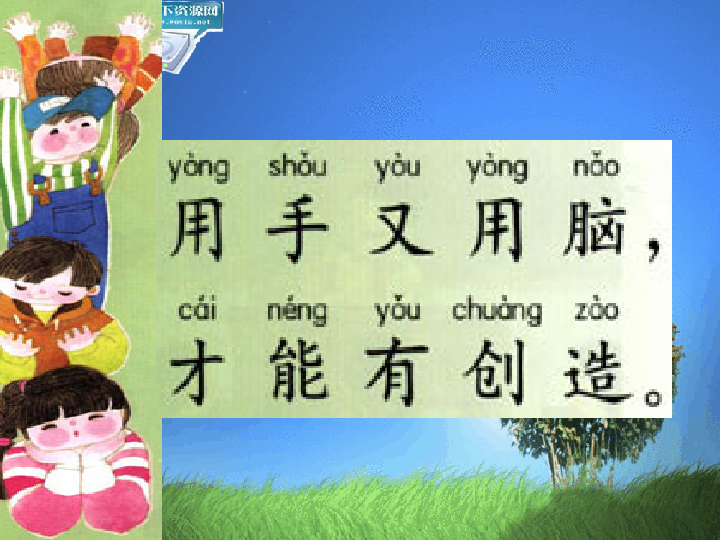 下资源网
www.wokia.net
yòng shǒu yòu yòng nǎo
用手又用脑，
cái néng yǒu chuàng zào
才能有创造。